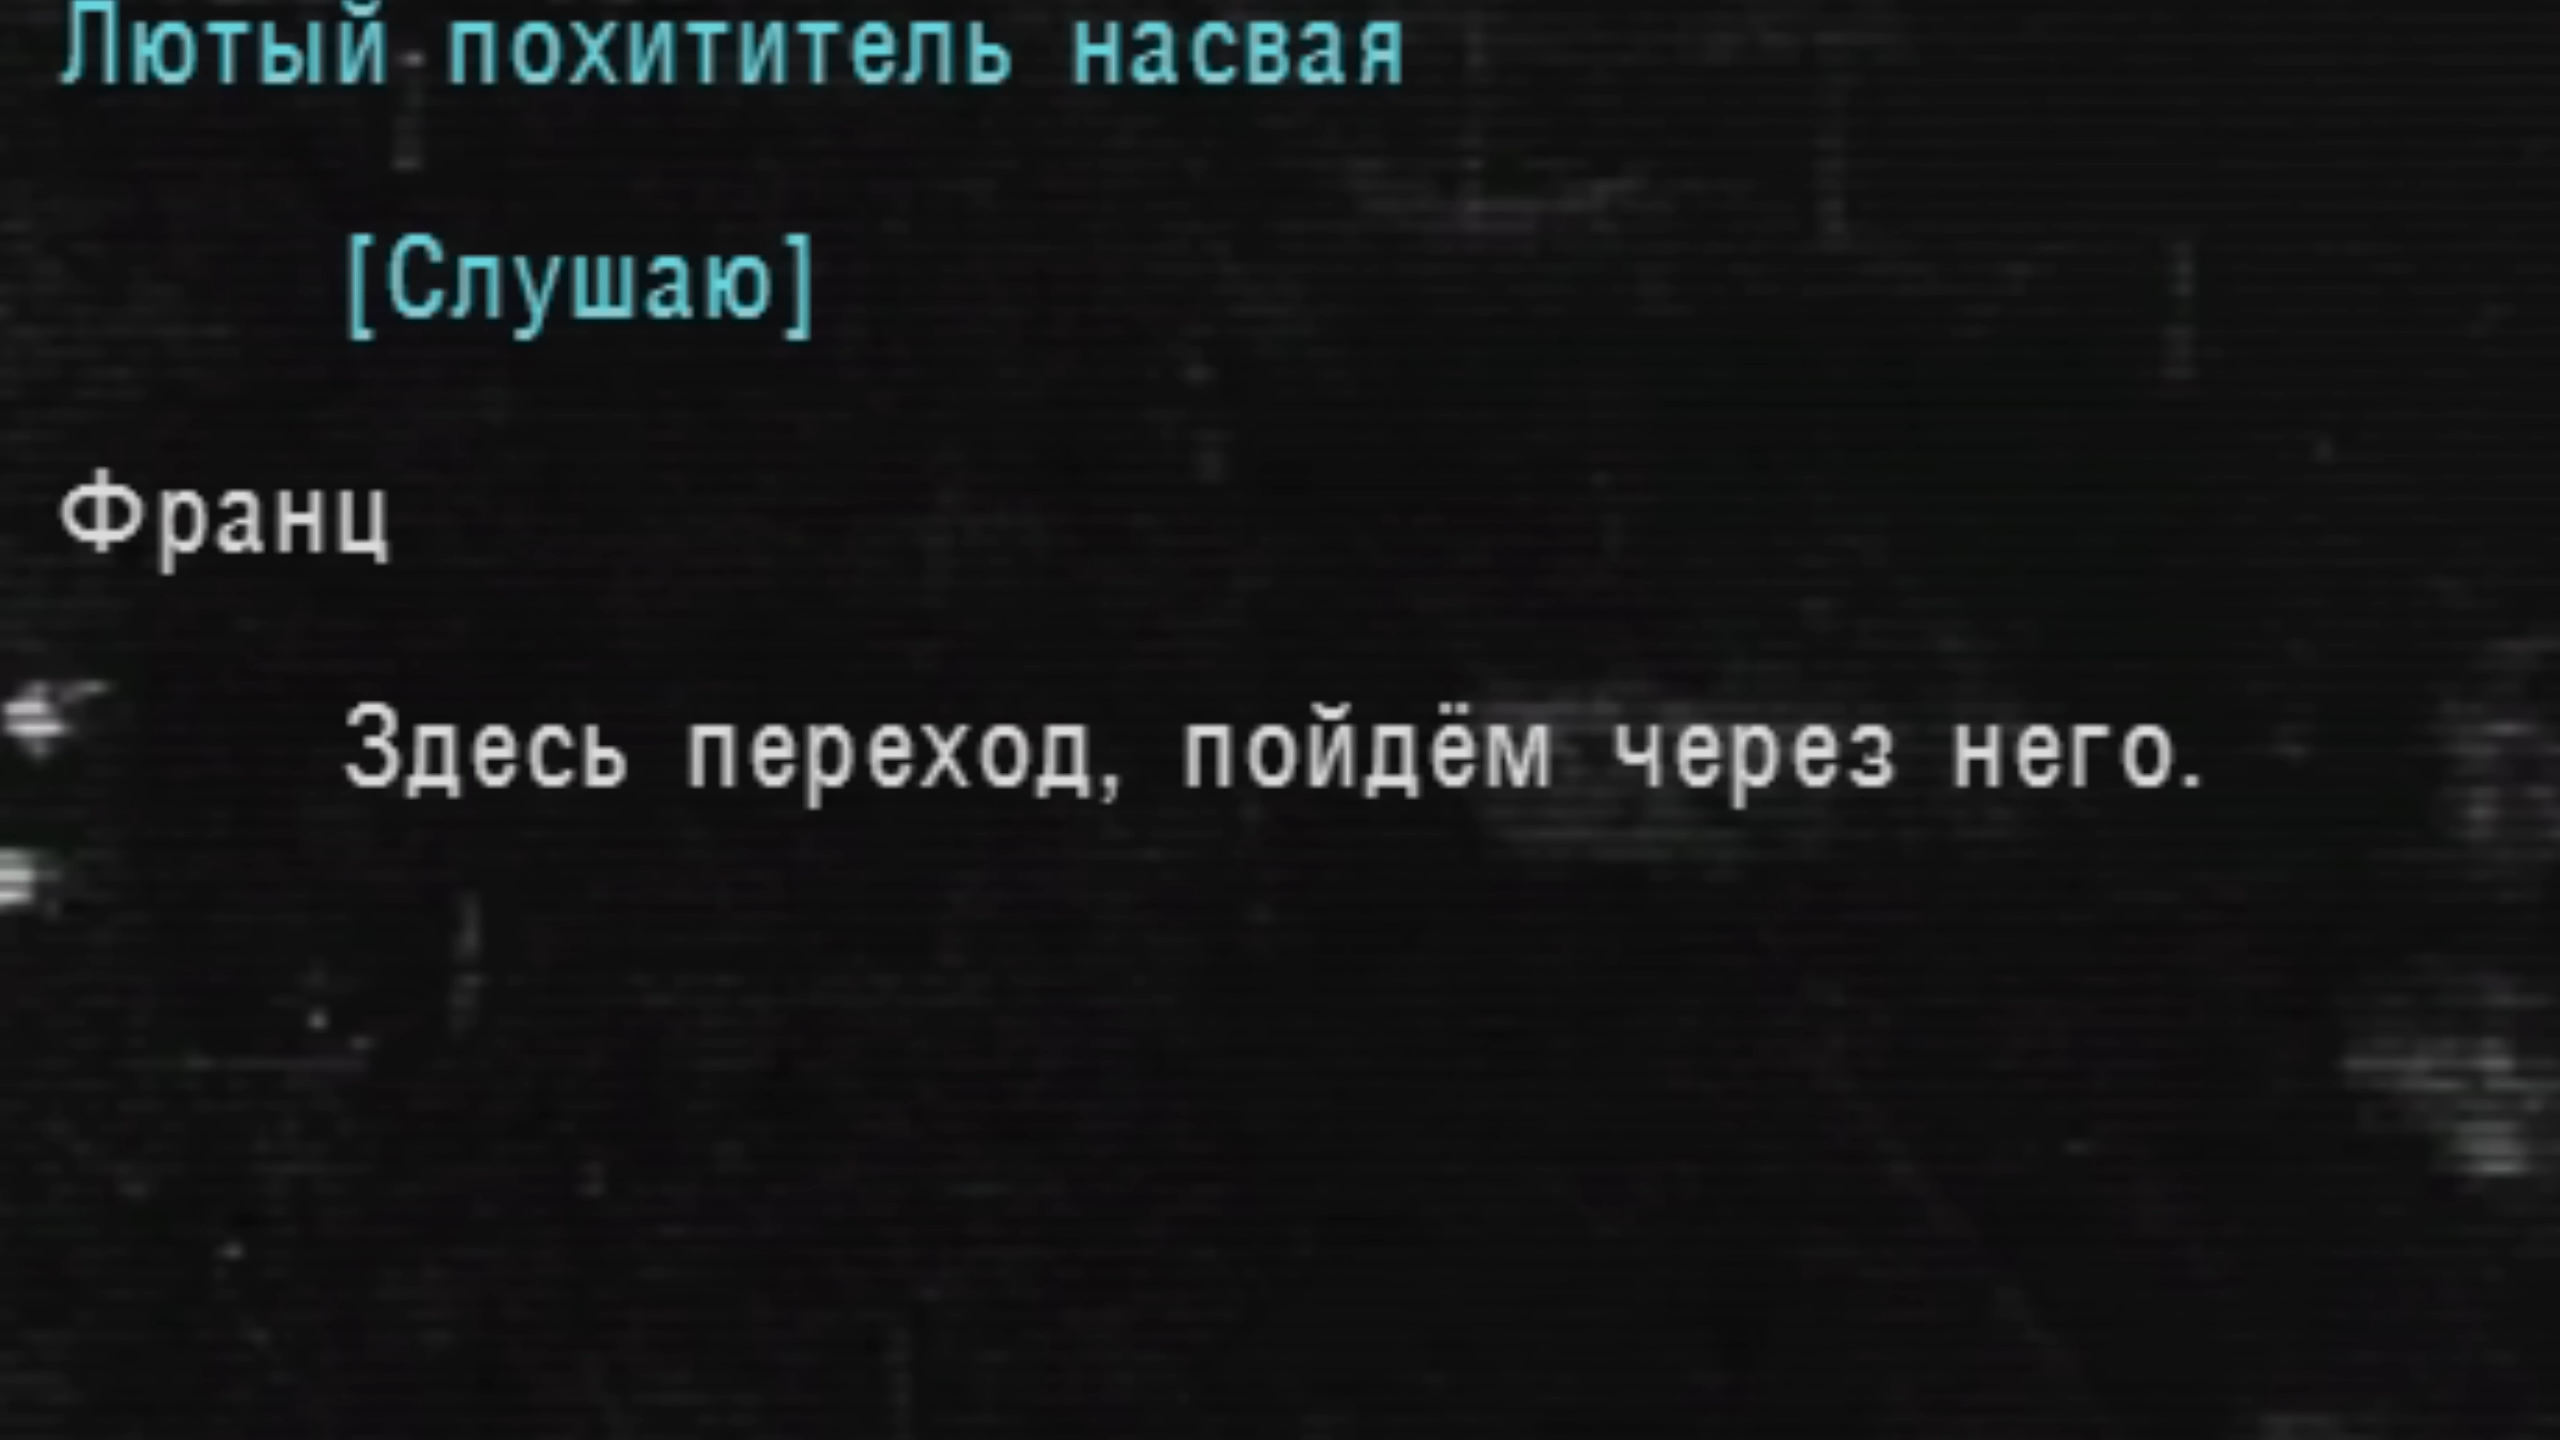 Лютый похититель насвая
[Слушаю]
Франц
Здесь переход, пойдём через него.